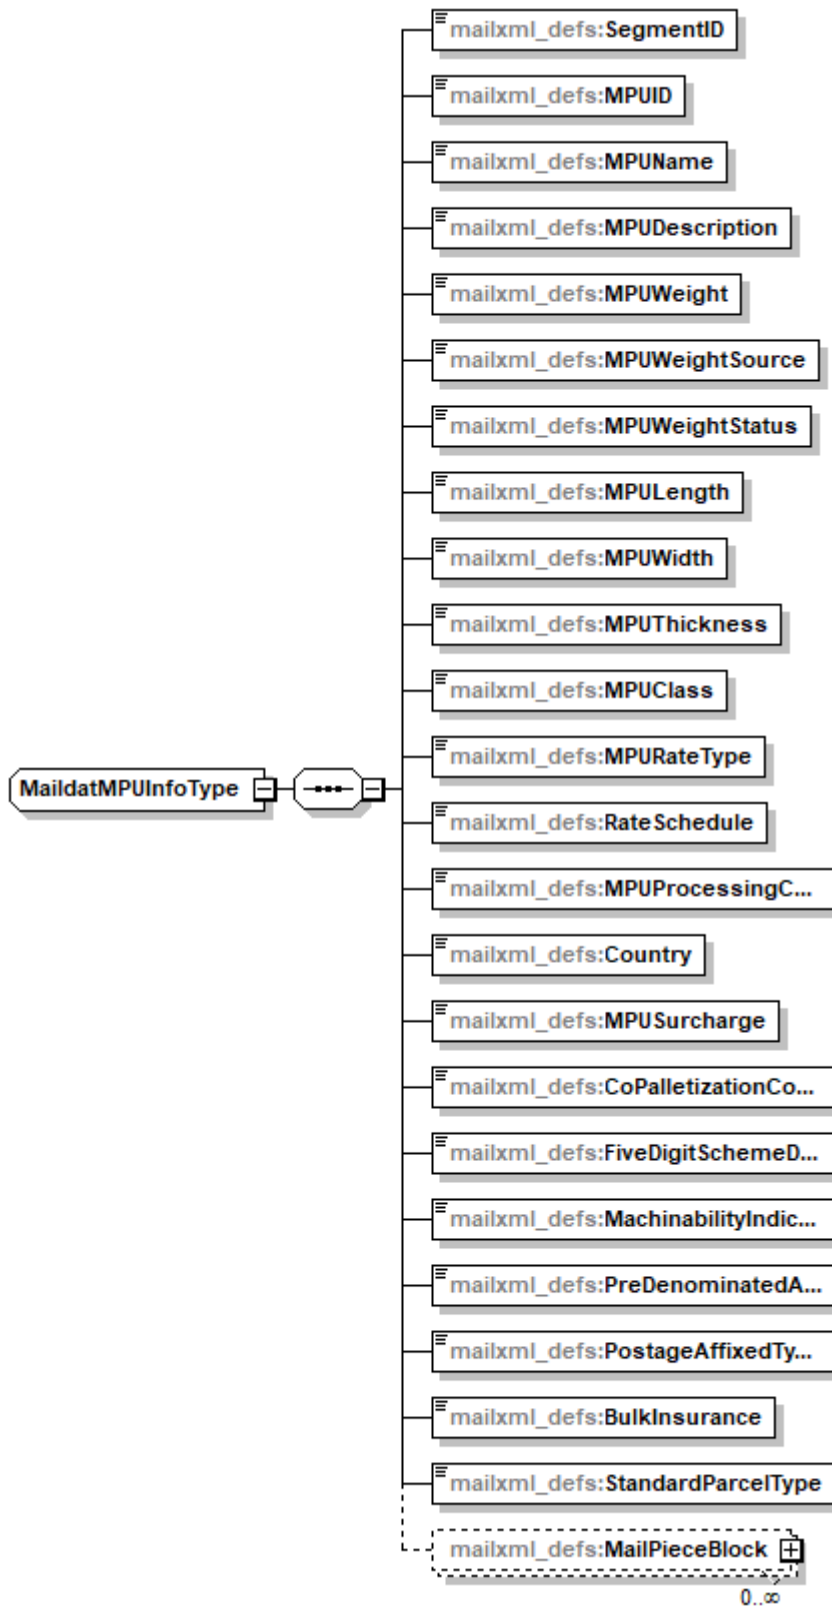 mailxml_defs:SegmentID
mailxml_defs:MPUID
mailxml_defs:MPUName
mailxml_defs:MPUDescription
mailxml_defs:MPUWeight
mailxml_defs:MPUWeightSource
mailxml_defs:MPUWeightStatus
mailxml_defs:MPULength
mailxml_defs:MPUWidth
mailxml_defs:MPUThickness
mailxml_defs:MPUClass
mailxml_defs:MPURateType
MaildatMPUInfoType
mailxml_defs:RateSchedule
mailxml_defs:MPUProcessingC...
mailxml_defs:Country
mailxml_defs:MPUSurcharge
mailxml_defs:CoPalletizationCo...
mailxml_defs:FiveDigitSchemeD...
mailxml_defs:MachinabilityIndic...
mailxml_defs:PreDenominatedA...
mailxml_defs:PostageAffixedTy...
mailxml_defs:BulkInsurance
mailxml_defs:StandardParcelType
mailxml_defs:MailPieceBlock
0..∞